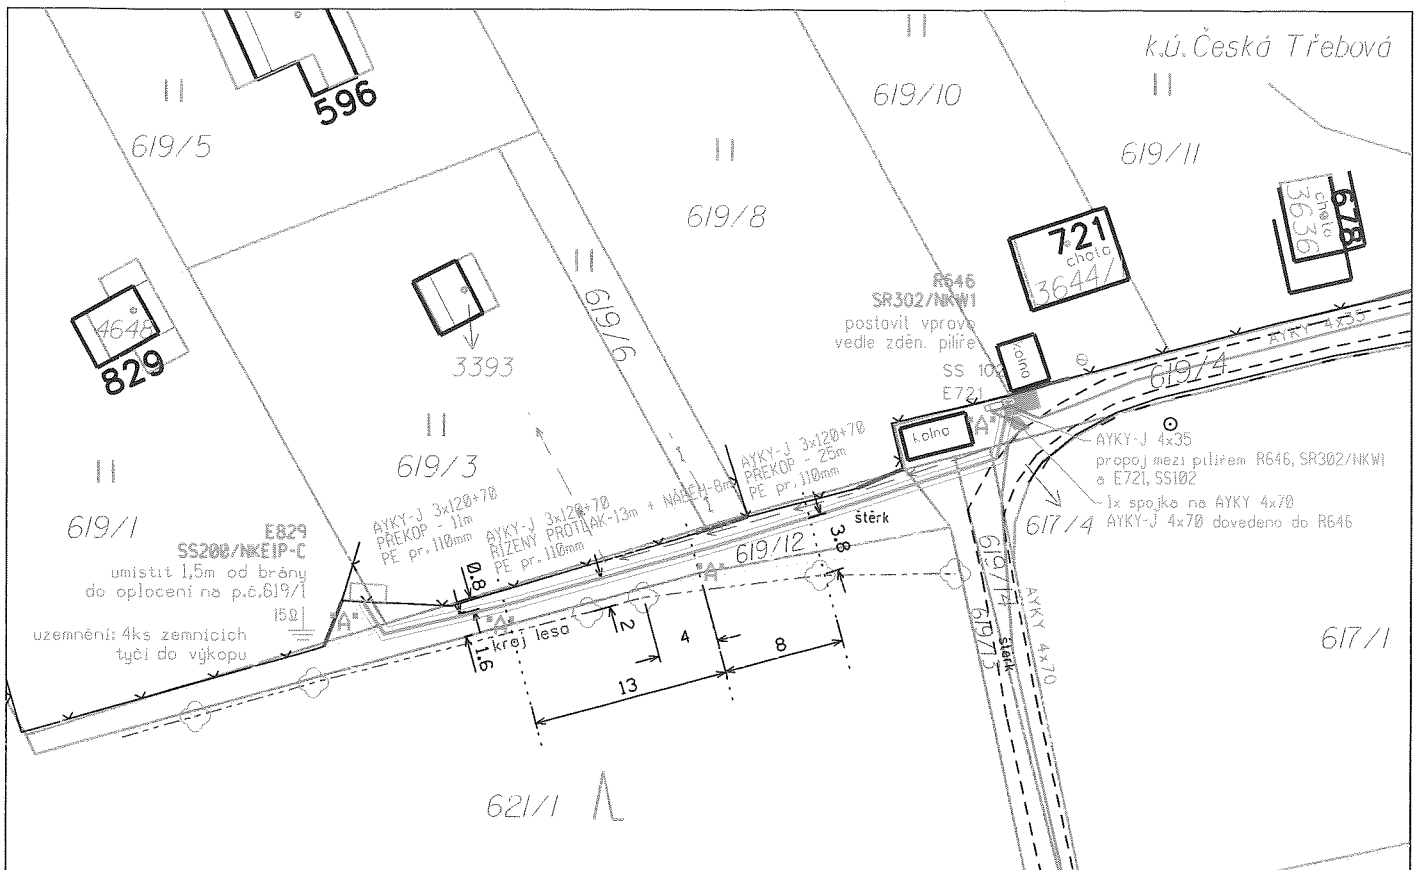 k.ú.Česká Třebová
596
619/5
619/10
619/11
619/8
678
chota
3636
721
chata
3644/
R646
SR302/NKW1
postavit vpravo
vedle zděn. pilíře
SS 102
E721
kolna
619/6
4648
829
3393
AYKY 4x35
619/4
kolna
"A"
AYKY-J 4x35
propoj mezi pilířem R646, SR302/NKW1
a E721, SS102
1x spojka na AYKY 4x70
AYKY-J 4x70 dovedeno do R646
617/4
619/3
619/1
AYKY-J 3x120+70
PŘEKOP - 11m
PE pr.110mm
AYKY-J 3x120+70
ŘÍZENÝ PROTLAK-13m + NÁBĚH-8m
PE pr.110mm
AYKY-J 3x120+70
PŘEKOP - 25m
PE pr.110mm
E829
SS200/NKE1P-C
umístit 1,5m od brány
do oplocení na p.č.619/1
15Ω
uzemnění: 4ks zemnících
tyčí do výkopu
"A"
"A"
"A"
štěrk
619/12
3.8
0.8
1.6
kraj lesa
2
4
8
13
619/14
619/13
štěrk
AYKY 4x70
617/1
621/1